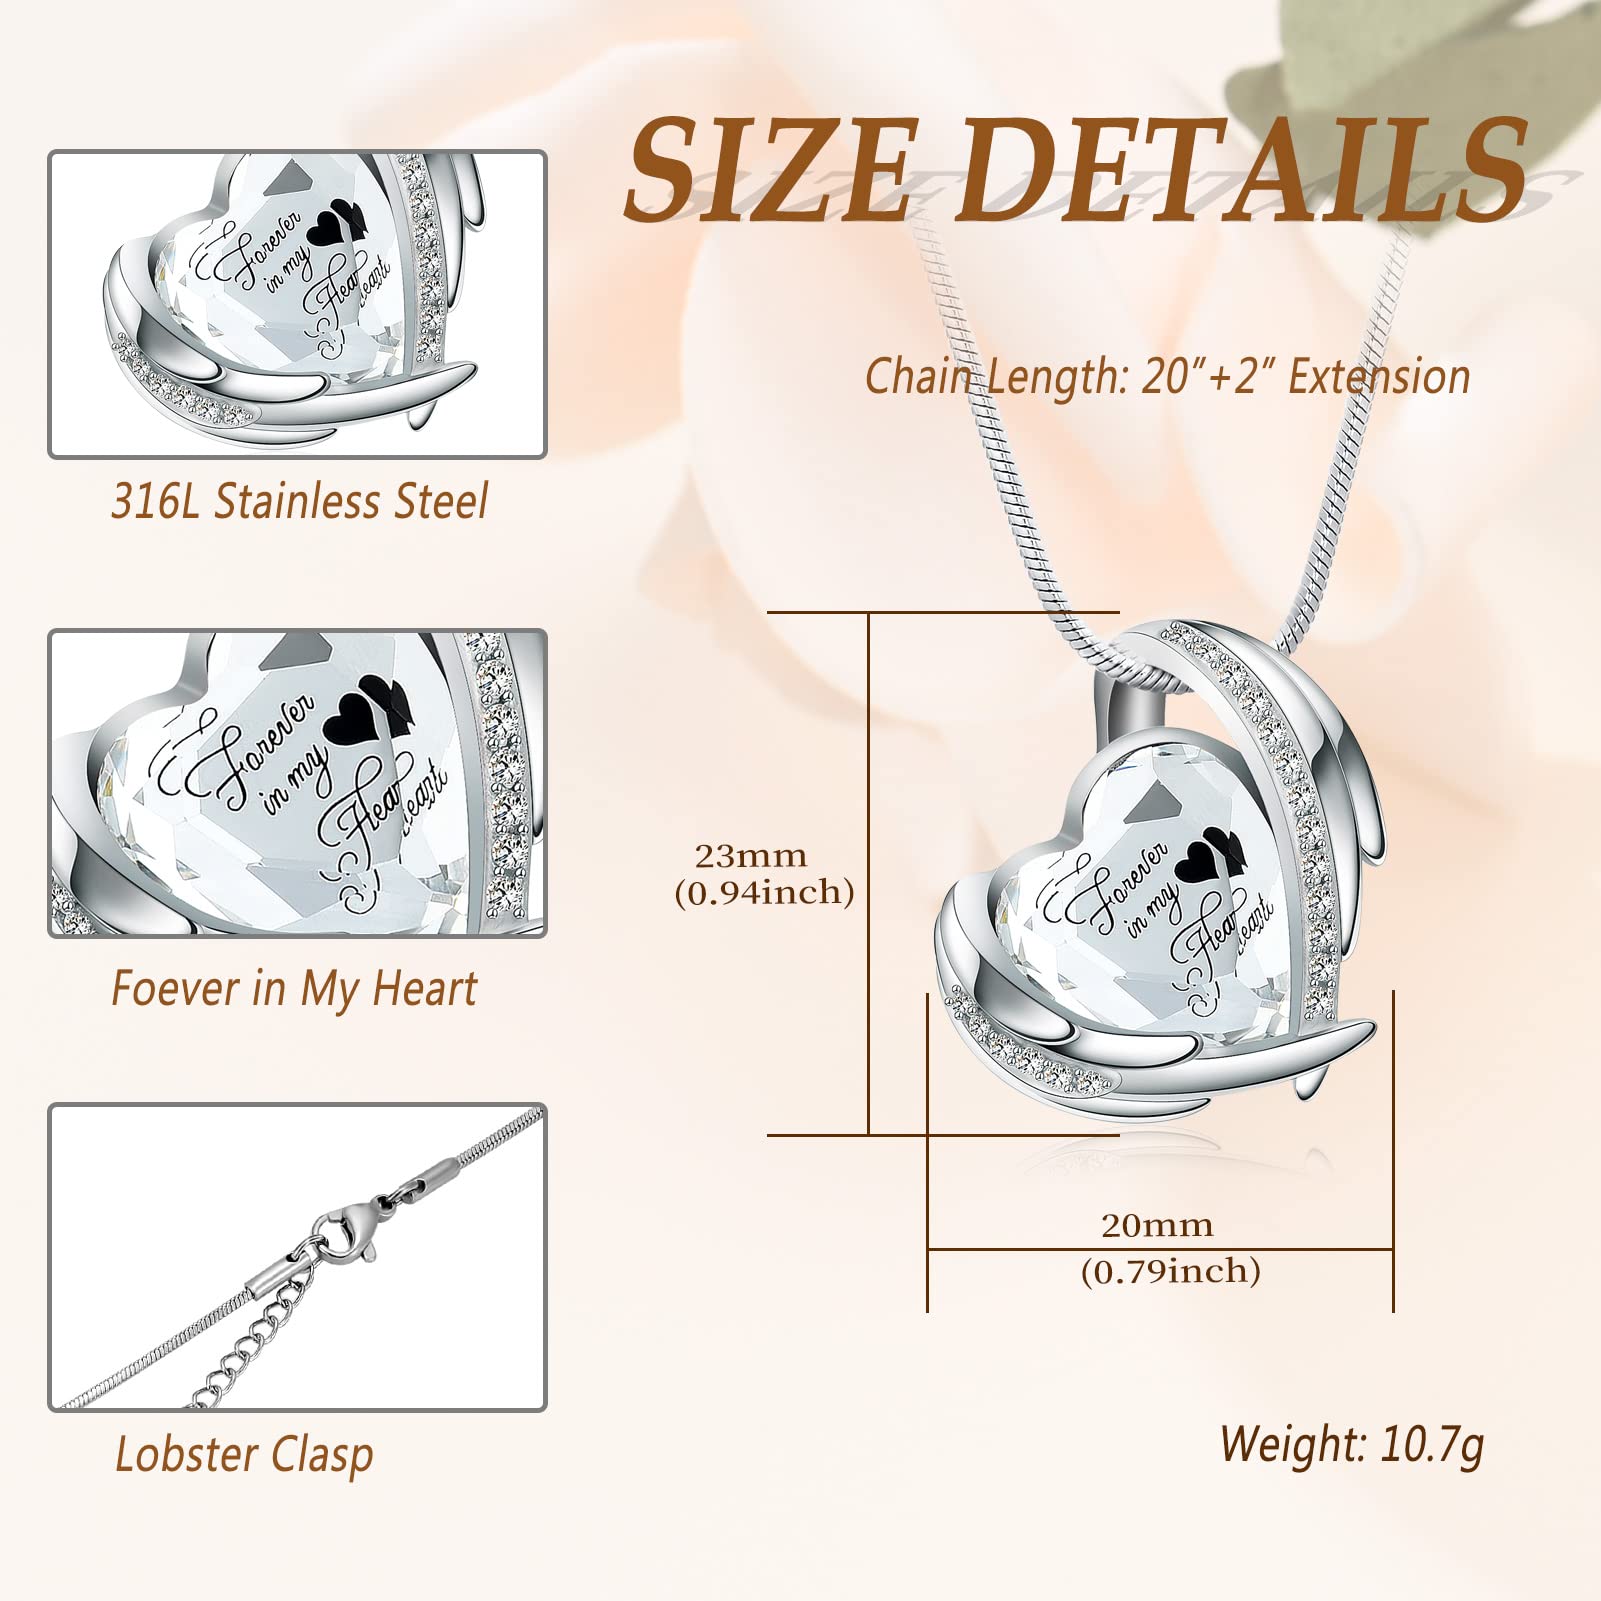 SIZE DETAILS
Chain Length: 20"+2" Extension
Forever
in my
Heart
316L Stainless Steel
Forever
in my
Heart
Foever in My Heart
23mm
(0.94inch)
Forever
in my
Heart
20mm
(0.79inch)
Lobster Clasp
Weight: 10.7g